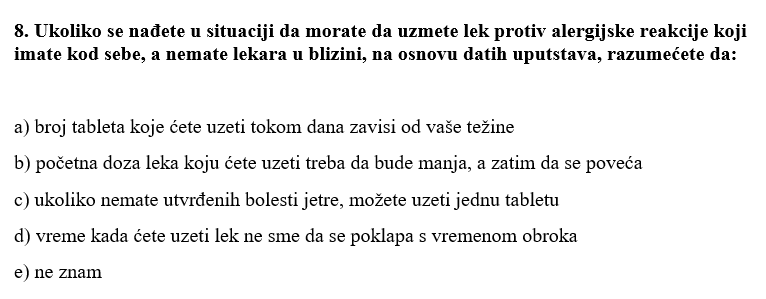 8. Ukoliko se nađete u situaciji da morate da uzmete lek protiv alergijske reakcije koji
imate kod sebe, a nemate lekara u blizini, na osnovu datih uputstava, razumećete da:
a) broj tableta koje ćete uzeti tokom dana zavisi od vaše težine
b) početna doza leka koju ćete uzeti treba da bude manja, a zatim da se poveća
c) ukoliko nemate utvrđenih bolesti jetre, možete uzeti jednu tabletu
d) vreme kada ćete uzeti lek ne sme da se poklapa s vremenom obroka
e) ne znam